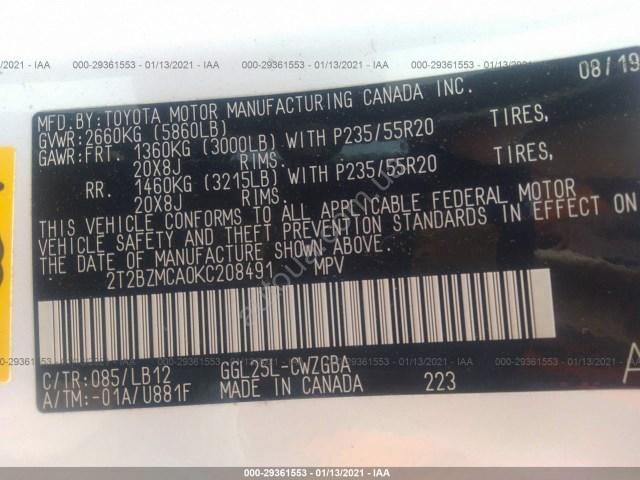 000-29361553 - 01/13/2021 - IAA
MFD.BY:TOYOTA MOTOR MANUFACTURING CANADA INC. 08/19
GVWR:2660KG (5860LB)
GAWR:FRT. 1360KG (3000LB) WITH P235/55R20 TIRES,
20X8J RIMS.
RR. 1460KG (3215LB) WITH P235/55R20 TIRES,
20X8J RIMS.
THIS VEHICLE CONFORMS TO ALL APPLICABLE FEDERAL MOTOR
VEHICLE SAFETY AND THEFT PREVENTION STANDARDS IN EFFECT ON
THE DATE OF MANUFACTURE SHOWN ABOVE.
2T2BZMCA0KC208491 MPV
C/TR:085/LB12 GGL25L-CWZGBA
A/TM:-01A/U881F MADE IN CANADA 223
A
000-29361553 - 01/13/2021 - IAA